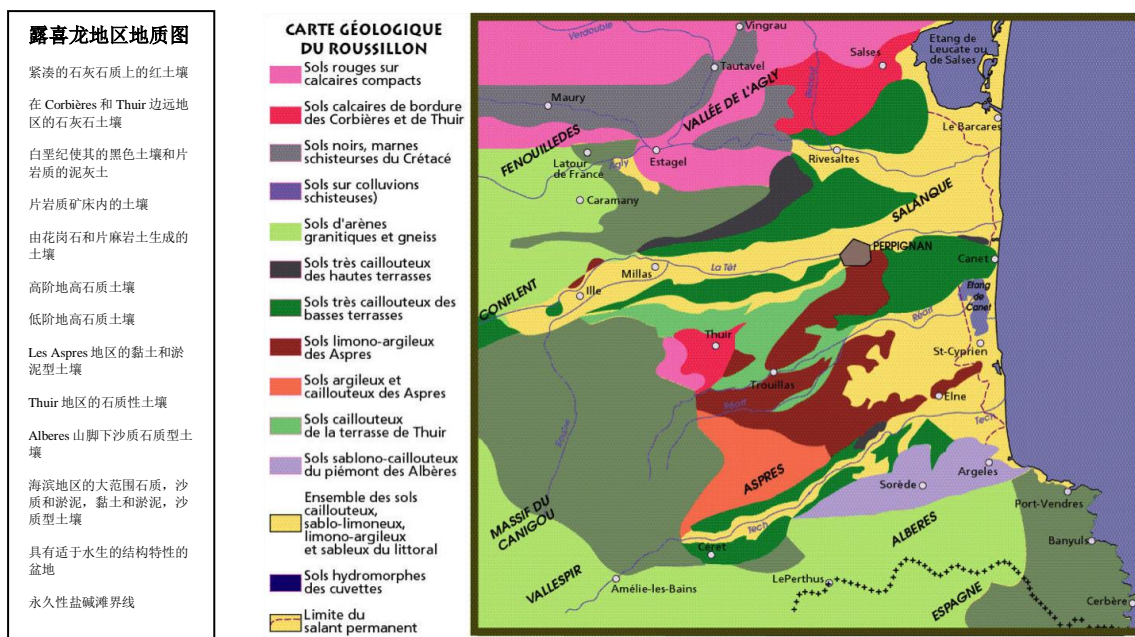 露喜龙地区地质图
紧凑的石灰石质上的红土壤
在 Corbières 和 Thuir 边远地
区的石灰石土壤
白垩纪使其的黑色土壤和片
岩质的泥灰土
片岩质矿床内的土壤
由花岗石和片麻岩土生成的
土壤
高阶地高石质土壤
低阶地高石质土壤
Les Aspres 地区的黏土和淤
泥型土壤
Thuir 地区的石质性土壤
Alberes 山脚下沙质石质型土
壤
海滨地区的大范围石质，沙
质和淤泥，黏土和淤泥，沙
质型土壤
具有适于水生的结构特性的
盆地
永久性盐碱滩界线
CARTE GÉOLOGIQUE
DU ROUSSILLON
Sols rouges sur
calcaires compacts
Sols calcaires de bordure
des Corbières et de Thuir
Sols noirs, marnes
schisteurses du Crétacé
Sols sur colluvions
schisteuses)
Sols d'arènes
granitiques et gneiss
Sols très caillouteux
des hautes terrasses
Sols très caillouteux des
basses terrasses
Sols limono-argileux
des Aspres
Sols argileux et
caillouteux des Aspres
Sols caillouteux
de la terrasse de Thuir
Sols sablono-caillouteux
du piémont des Albères
Ensemble des sols
caillouteux,
sablo-limoneux,
limono-argileux
et sableux du littoral
Sols hydromorphes
des cuvettes
Limite du
salant permanent
Verdouble
Vingrau
Salses
Etang de
Leucate ou
de Salses
Tautavel
Maury
VALLÉE DE L'AGLY
Le Barcares
FENOUILLEDES
Latour
de France
Agly
Estagel
Rivesaltes
Caramany
SALANQUE
PERPIGNAN
Millas
La Têt
Canet
Ille
CONFLENT
Etang
de
Canet
Réart
Thuir
St-Cyprien
Trouillas
Réart
Elne
Tech
ASPRES
Argeles
Sorède
Port-Vendres
MASSIF DU
CANIGOU
Tech
ALBERES
Banyuls
Céret
VALLESPIR
Amélie-les-Bains
LePerthus
ESPAGNE
Cerbère